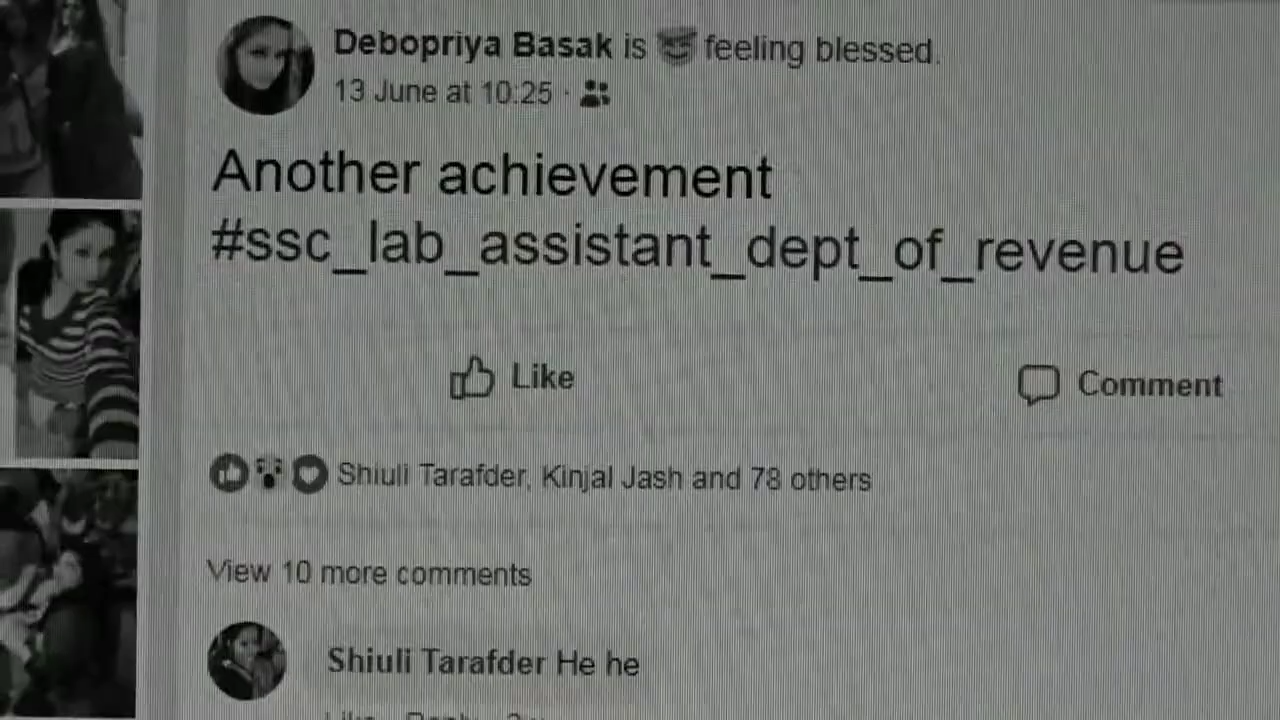 Debopriya Basak is feeling blessed.
13 June at 10:25 ·
Another achievement
#ssc_lab_assistant_dept_of_revenue
Like
Comment
Shiuli Tarafder, Kinjal Jash and 78 others
View 10 more comments
Shiuli Tarafder He he